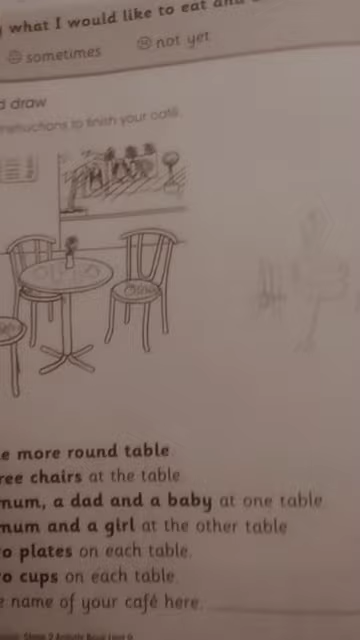 what I would like to eat and
sometimes not yet
d draw
nstructions to finish your café.
e more round table
ree chairs at the table.
mum, a dad and a baby at one table.
mum and a girl at the other table
o plates on each table.
o cups on each table.
e name of your café here.